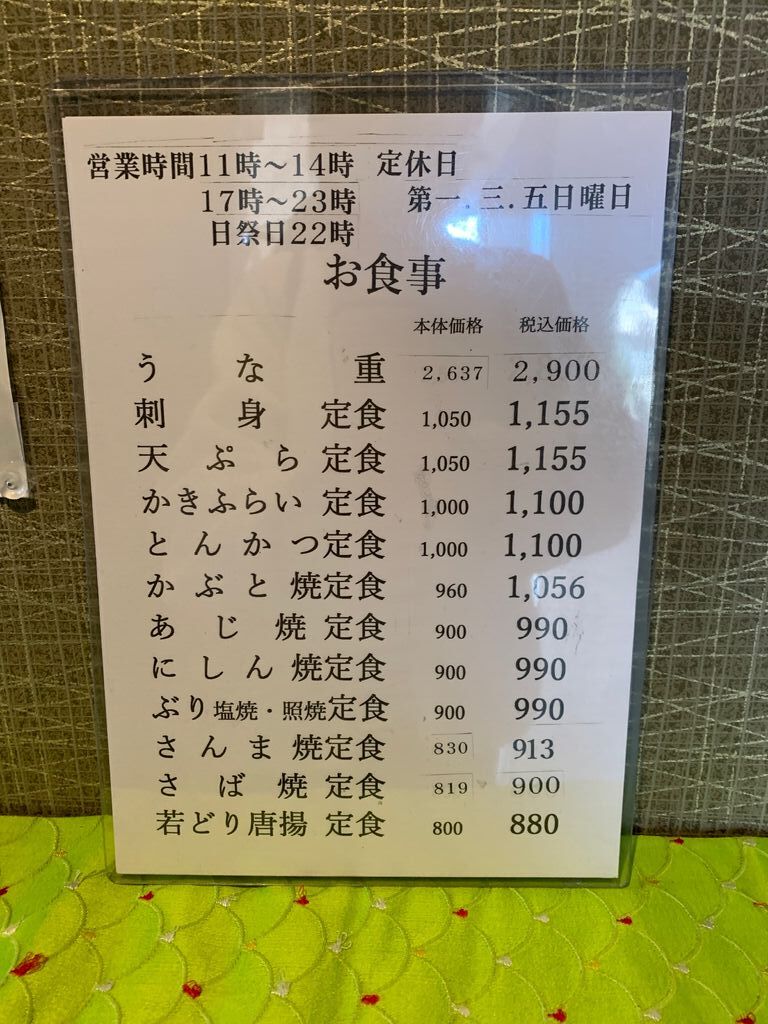 営業時間11時～14時 定休日
17時～23時 第一.三.五日曜日
日祭日22時
お食事
本体価格 税込価格
うな重 2,637 2,900
刺身定食 1,050 1,155
天ぷら定食 1,050 1,155
かきふらい定食 1,000 1,100
とんかつ定食 1,000 1,100
かぶと焼定食 960 1,056
あじ焼定食 900 990
にしん焼定食 900 990
ぶり塩焼・照焼定食 900 990
さんま焼定食 830 913
さば焼定食 819 900
若どり唐揚定食 800 880